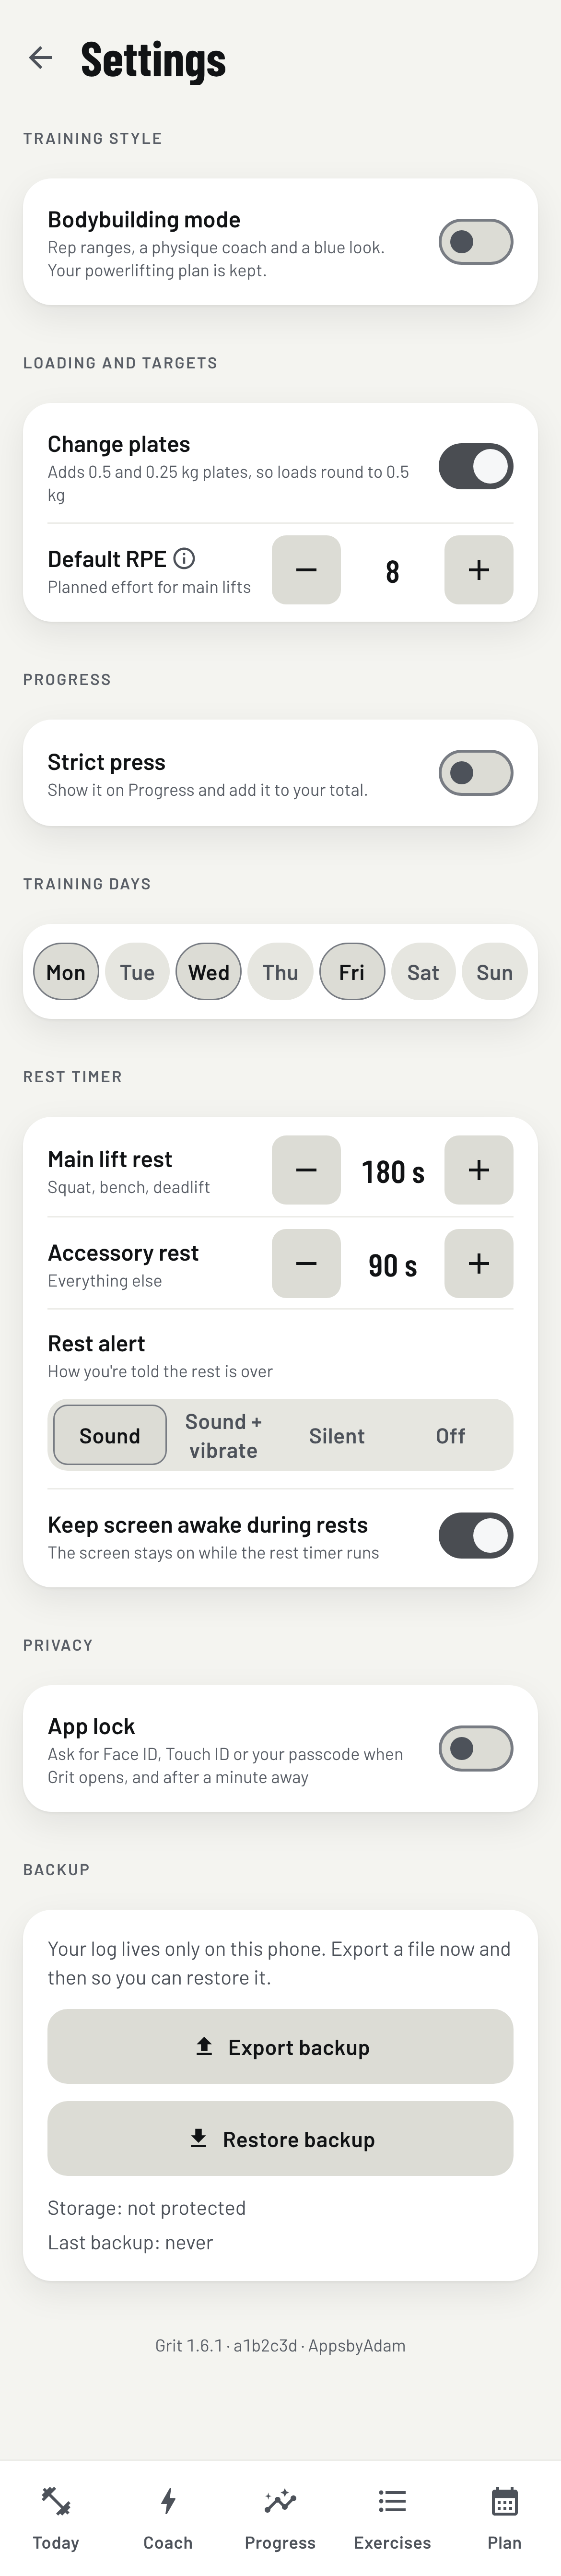 Settings
TRAINING STYLE
Bodybuilding mode
Rep ranges, a physique coach and a blue look.
Your powerlifting plan is kept.
LOADING AND TARGETS
Change plates
Adds 0.5 and 0.25 kg plates, so loads round to 0.5
kg
Default RPE
Planned effort for main lifts
8
PROGRESS
Strict press
Show it on Progress and add it to your total.
TRAINING DAYS
Mon Tue Wed Thu Fri Sat Sun
REST TIMER
Main lift rest
Squat, bench, deadlift
180 s
Accessory rest
Everything else
90 s
Rest alert
How you're told the rest is over
Sound
Sound +
vibrate
Silent
Off
Keep screen awake during rests
The screen stays on while the rest timer runs
PRIVACY
App lock
Ask for Face ID, Touch ID or your passcode when
Grit opens, and after a minute away
BACKUP
Your log lives only on this phone. Export a file now and
then so you can restore it.
Export backup
Restore backup
Storage: not protected
Last backup: never
Grit 1.6.1 · a1b2c3d · AppsbyAdam
Today Coach Progress Exercises Plan